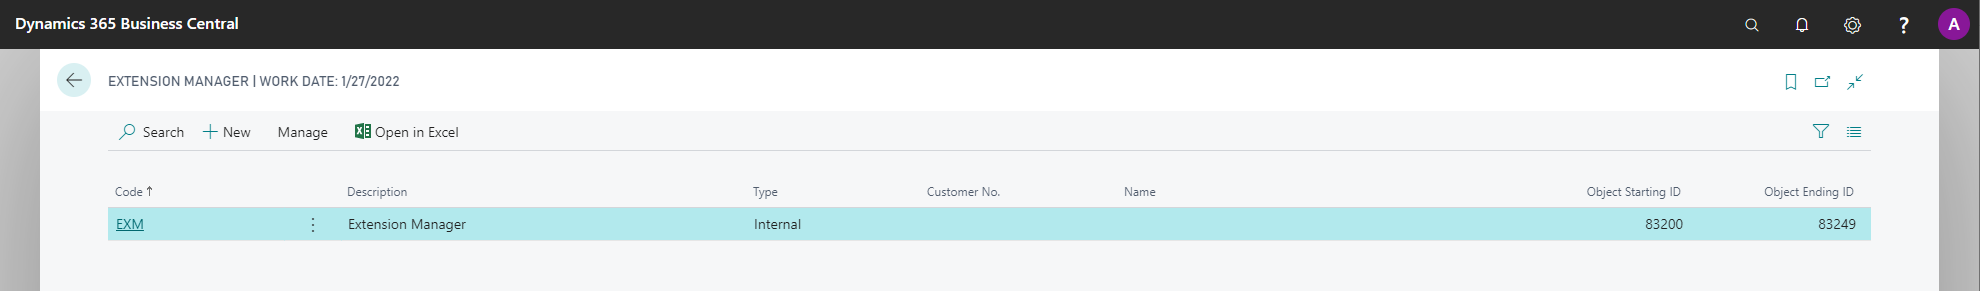 Dynamics 365 Business Central
? A
EXTENSION MANAGER | WORK DATE: 1/27/2022
Search New Manage Open in Excel
Code ↑ Description Type Customer No. Name Object Starting ID Object Ending ID
EXM Extension Manager Internal 83200 83249